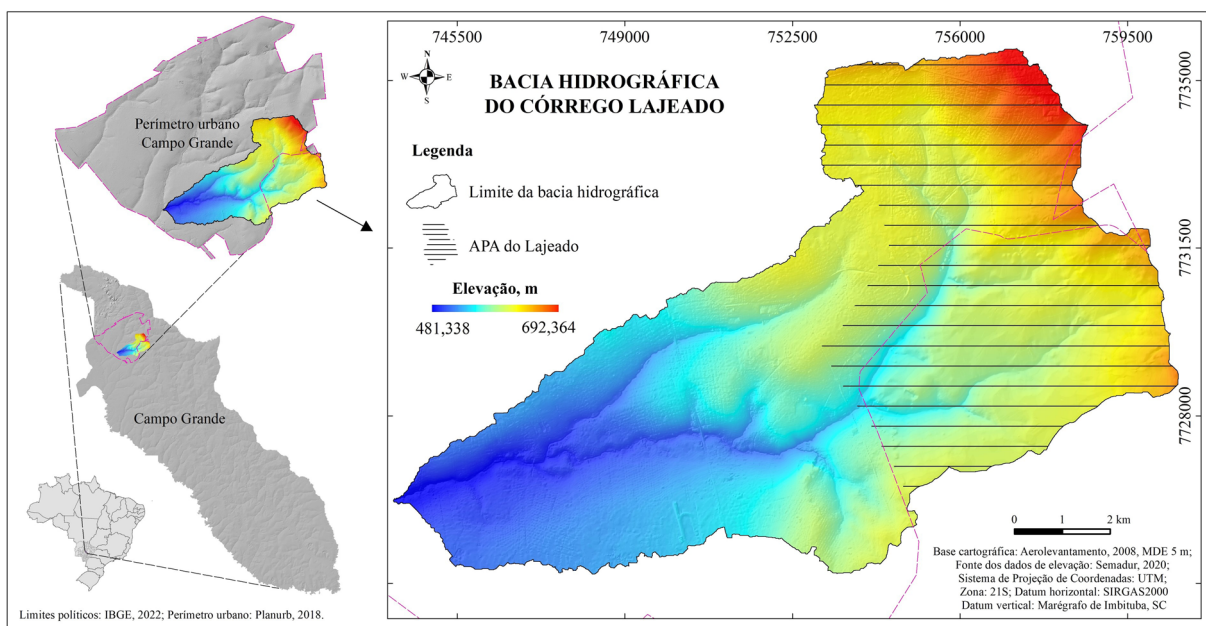 Perímetro urbano
Campo Grande
Campo Grande
Limites políticos: IBGE, 2022; Perímetro urbano: Planurb, 2018.
745500
749000
752500
756000
759500
N
W
E
S
BACIA HIDROGRÁFICA
DO CÓRREGO LAJEADO
Legenda
Limite da bacia hidrográfica
APA do Lajeado
Elevação, m
481,338
692,364
7735000
7731500
7728000
0 1 2 km
Base cartográfica: Aerolevantamento, 2008, MDE 5 m;
Fonte dos dados de elevação: Semadur, 2020;
Sistema de Projeção de Coordenadas: UTM;
Zona: 21S; Datum horizontal: SIRGAS2000
Datum vertical: Marégrafo de Imbituba, SC